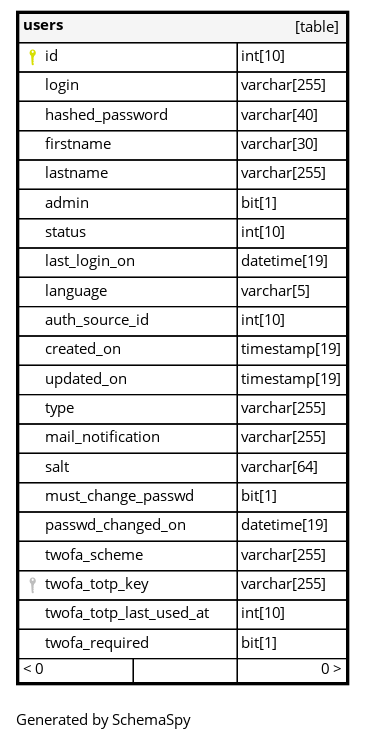 users [table]
id int[10]
login varchar[255]
hashed_password varchar[40]
firstname varchar[30]
lastname varchar[255]
admin bit[1]
status int[10]
last_login_on datetime[19]
language varchar[5]
auth_source_id int[10]
created_on timestamp[19]
updated_on timestamp[19]
type varchar[255]
mail_notification varchar[255]
salt varchar[64]
must_change_passwd bit[1]
passwd_changed_on datetime[19]
twofa_scheme varchar[255]
twofa_totp_key varchar[255]
twofa_totp_last_used_at int[10]
twofa_required bit[1]
< 0 0 >
Generated by SchemaSpy